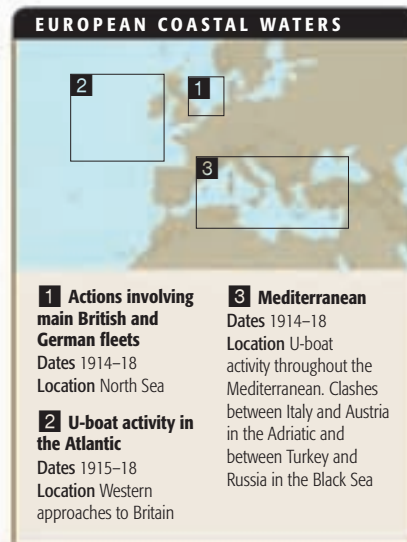 EUROPEAN COASTAL WATERS
2
1
3
1 Actions involving
main British and
German fleets
Dates 1914–18
Location North Sea
2 U-boat activity in
the Atlantic
Dates 1915–18
Location Western
approaches to Britain
3 Mediterranean
Dates 1914–18
Location U-boat
activity throughout the
Mediterranean. Clashes
between Italy and Austria
in the Adriatic and
between Turkey and
Russia in the Black Sea